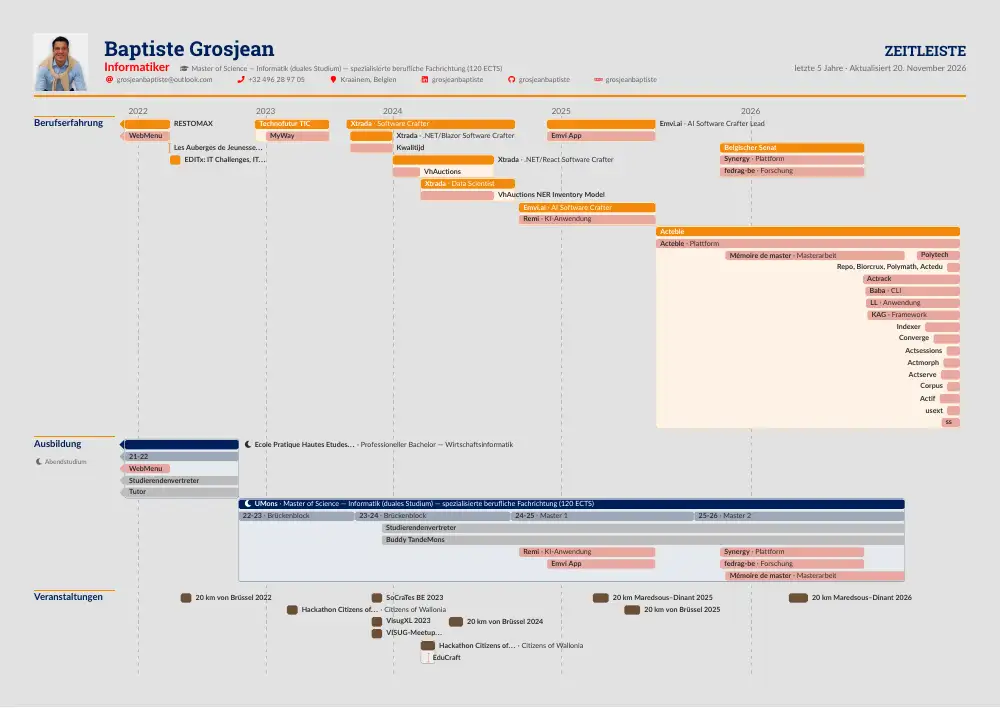 Baptiste Grosjean
ZEITLEISTE
Informatiker
Master of Science — Informatik (duales Studium) — spezialisierte berufliche Fachrichtung (120 ECTS)
letzte 5 Jahre · Aktualisiert 20. November 2026
grosjeanbaptiste@outlook.com +32 496 28 97 05 Kraainem, Belgien grosjeanbaptiste grosjeanbaptiste grosjeanbaptiste
2022 2023 2024 2025 2026
Berufserfahrung
RESTOMAX
Technofutur TIC
Xtrada · Software Crafter
Emvi.ai · AI Software Crafter Lead
WebMenu
MyWay
Xtrada · .NET/Blazor Software Crafter
Emvi App
Les Auberges de Jeunesse...
Kwalitijd
Belgischer Senat
EDITx: IT Challenges, IT...
Xtrada · .NET/React Software Crafter
Synergy · Plattform
VhAuctions
fedrag-be · Forschung
Xtrada · Data Scientist
VhAuctions NER Inventory Model
Emvi.ai · AI Software Crafter
Remi · KI-Anwendung
Acteble
Acteble · Plattform
Mémoire de master · Masterarbeit
Polytech
Repo, Biorcrux, Polymath, Actedu
Actrack
Baba · CLI
LL · Anwendung
KAG · Framework
Indexer
Converge
Actsessions
Actmorph
Actserve
Corpus
Actif
usext
ss
Ausbildung
Ecole Pratique Hautes Etudes... · Professioneller Bachelor — Wirtschaftsinformatik
Abendstudium
21-22
WebMenu
Studierendenvertreter
Tutor
UMons · Master of Science — Informatik (duales Studium) — spezialisierte berufliche Fachrichtung (120 ECTS)
22-23 · Brückenblock
23-24 · Brückenblock
24-25 · Master 1
25-26 · Master 2
Studierendenvertreter
Buddy TandeMons
Remi · KI-Anwendung
Synergy · Plattform
Emvi App
fedrag-be · Forschung
Mémoire de master · Masterarbeit
Veranstaltungen
20 km von Brüssel 2022
SoCraTes BE 2023
20 km Maredsous–Dinant 2025
20 km Maredsous–Dinant 2026
Hackathon Citizens of... · Citizens of Wallonia
20 km von Brüssel 2025
VisugXL 2023
20 km von Brüssel 2024
VISUG-Meetup...
Hackathon Citizens of... · Citizens of Wallonia
EduCraft